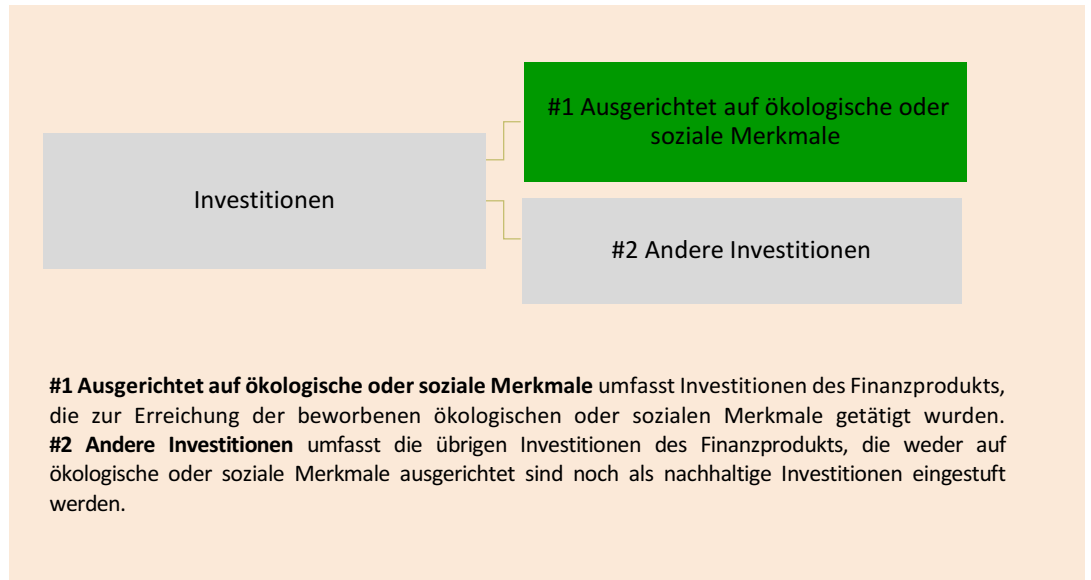 #1 Ausgerichtet auf ökologische oder
soziale Merkmale
Investitionen
#2 Andere Investitionen
#1 Ausgerichtet auf ökologische oder soziale Merkmale umfasst Investitionen des Finanzprodukts,
die zur Erreichung der beworbenen ökologischen oder sozialen Merkmale getätigt wurden.
#2 Andere Investitionen umfasst die übrigen Investitionen des Finanzprodukts, die weder auf
ökologische oder soziale Merkmale ausgerichtet sind noch als nachhaltige Investitionen eingestuft
werden.